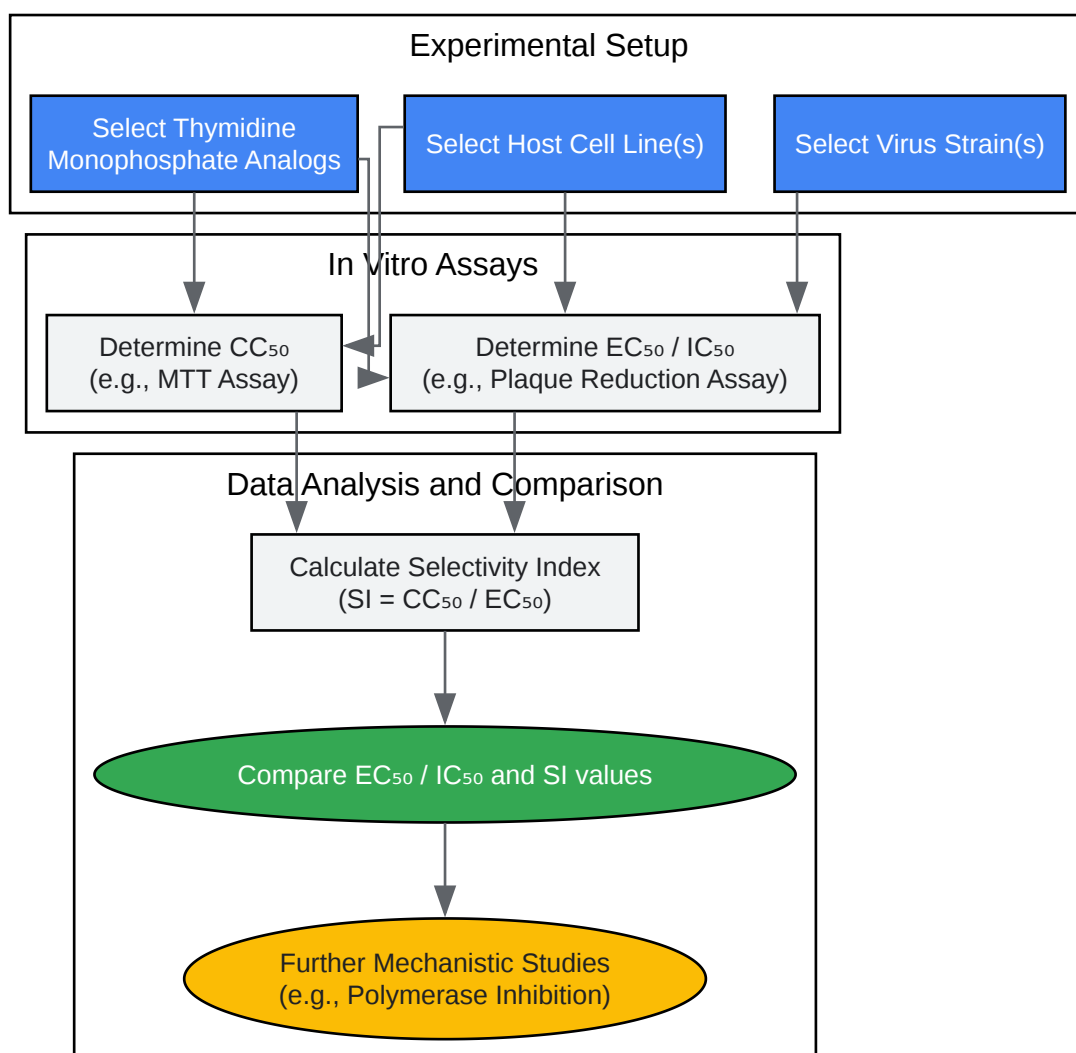 Experimental Setup
Select Thymidine
Monophosphate Analogs
Select Host Cell Line(s)
Select Virus Strain(s)
In Vitro Assays
Determine CC₅₀
(e.g., MTT Assay)
Determine EC₅₀ / IC₅₀
(e.g., Plaque Reduction Assay)
Data Analysis and Comparison
Calculate Selectivity Index
(SI = CC₅₀ / EC₅₀)
Compare EC₅₀ / IC₅₀ and SI values
Further Mechanistic Studies
(e.g., Polymerase Inhibition)